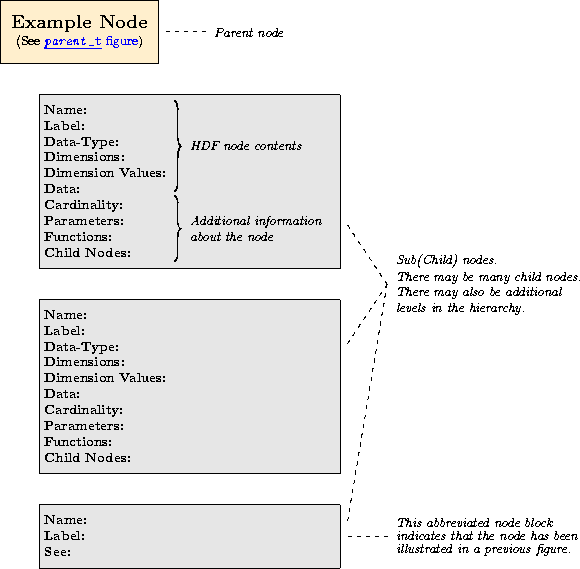 Example Node
(See parent_t figure)
Parent node
Name:
Label:
Data-Type:
Dimensions:
Dimension Values:
Data:
HDF node contents
Cardinality:
Parameters:
Functions:
Child Nodes:
Additional information
about the node
Sub(Child) nodes.
There may be many child nodes.
There may also be additional
levels in the hierarchy.
Name:
Label:
Data-Type:
Dimensions:
Dimension Values:
Data:
Cardinality:
Parameters:
Functions:
Child Nodes:
Name:
Label:
See:
This abbreviated node block
indicates that the node has been
illustrated in a previous figure.